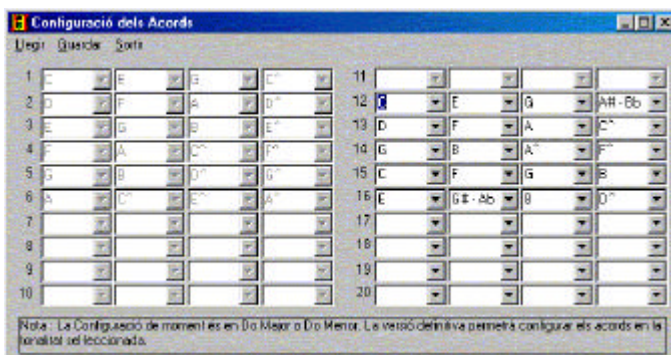 Configuració dels Acords
Llegir Guardar Sortir
1 C E G C^
2 D F A D^
3 E G B E^
4 F A C^ F^
5 G B D^ G^
6 A C^ E^ A^
7
8
9
10
11
12 C E G A# - Bb
13 D F A C^
14 G B A^ F^
15 C F G B
16 E G# - Ab B D^
17
18
19
20
Nota : La Configuració de moment és en Do Major o Do Menor. La versió definitiva permetrà configurar els acords en la
tonalitat sel·leccionada.